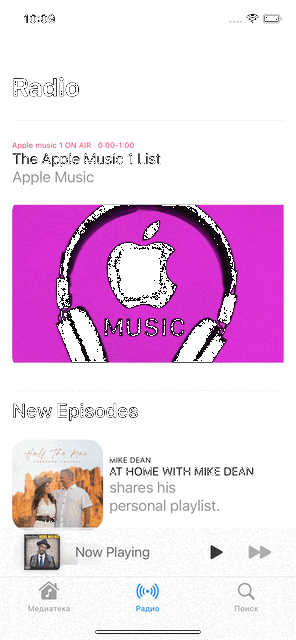 10:09
Radio
Apple music 1 ON AIR . 0:00-1:00
The Apple Music 1 List
Apple Music
MUSIC
New Episodes
Half The Man
MIKE DEAN
AT HOME WITH MIKE DEAN
shares his
personal playlist.
Now Playing
Медиатека
Радио
Поиск